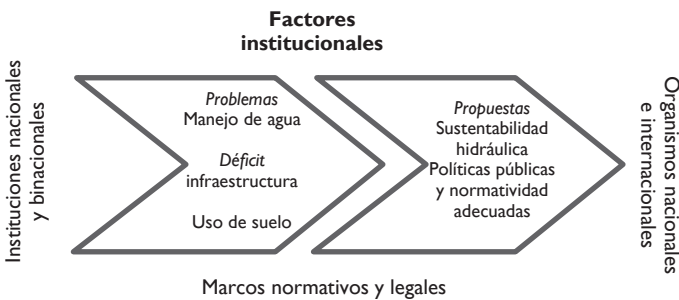 Factores
institucionales
Instituciones nacionales
y binacionales
Problemas
Manejo de agua
Déficit
infraestructura
Uso de suelo
Propuestas
Sustentabilidad
hidráulica
Políticas públicas
y normatividad
adecuadas
Organismos nacionales
e internacionales
Marcos normativos y legales